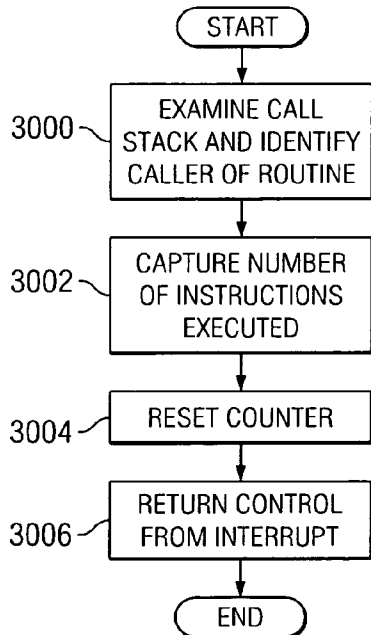 START
3000
EXAMINE CALL
STACK AND IDENTIFY
CALLER OF ROUTINE
3002
CAPTURE NUMBER
OF INSTRUCTIONS
EXECUTED
3004
RESET COUNTER
3006
RETURN CONTROL
FROM INTERRUPT
END